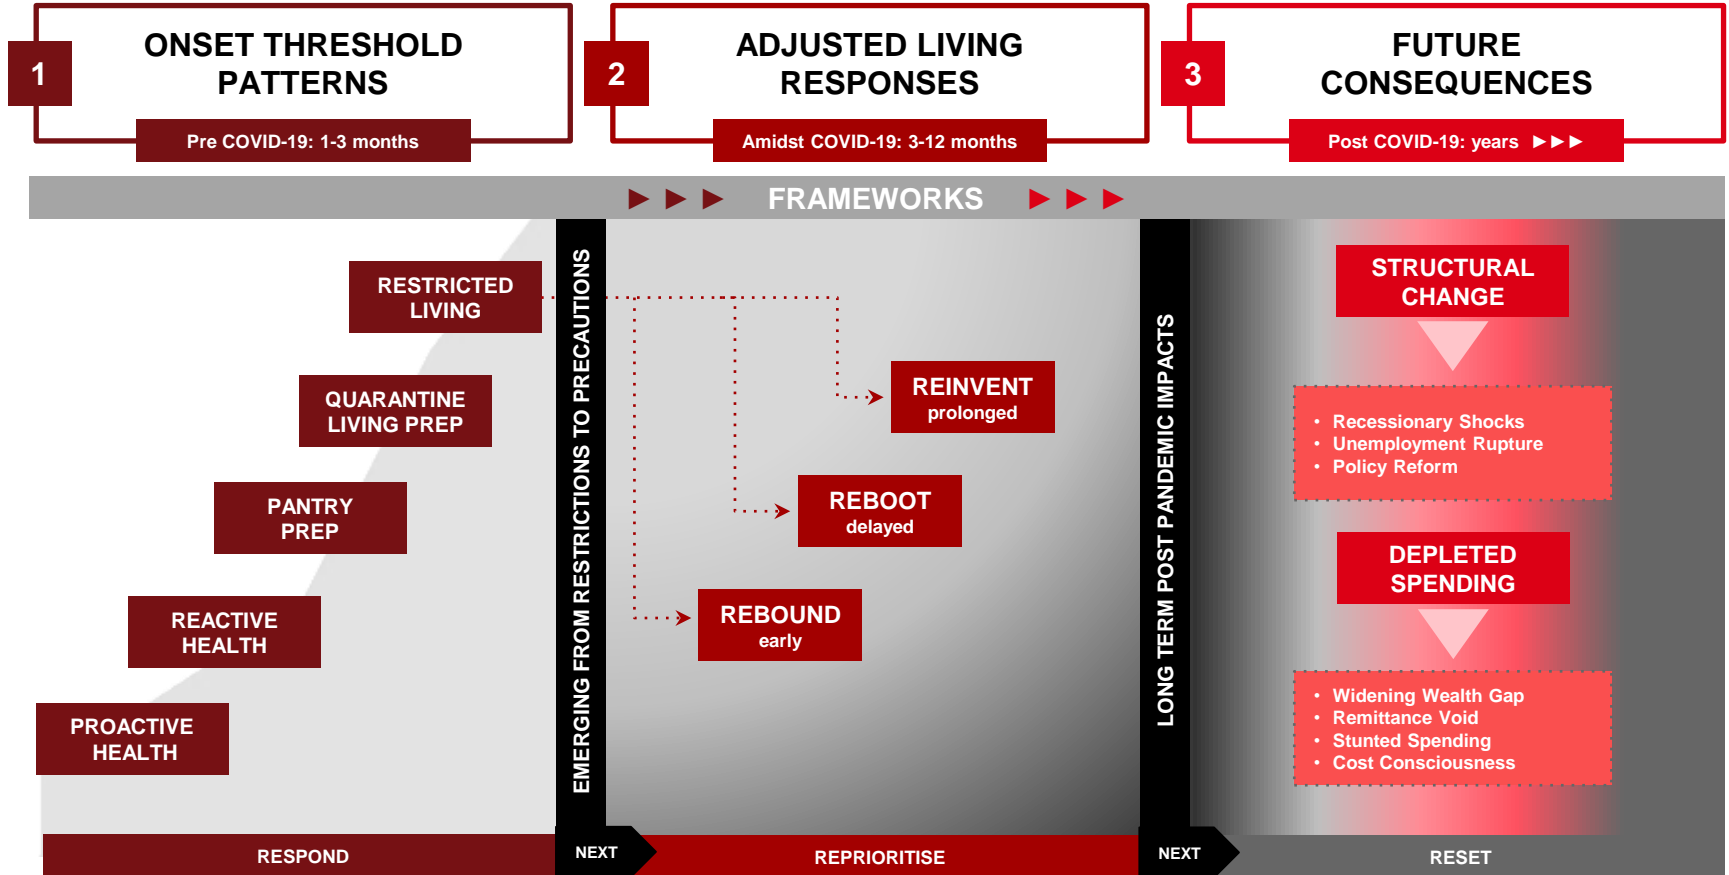 1
ONSET THRESHOLD
PATTERNS
Pre COVID-19: 1-3 months
2
ADJUSTED LIVING
RESPONSES
Amidst COVID-19: 3-12 months
3
FUTURE
CONSEQUENCES
Post COVID-19: years ►►►
► ► ► FRAMEWORKS ► ► ►
RESTRICTED
LIVING
QUARANTINE
LIVING PREP
PANTRY
PREP
REACTIVE
HEALTH
PROACTIVE
HEALTH
RESPOND
EMERGING FROM RESTRICTIONS TO PRECAUTIONS
NEXT
REINVENT
prolonged
REBOOT
delayed
REBOUND
early
REPRIORITISE
LONG TERM POST PANDEMIC IMPACTS
NEXT
STRUCTURAL
CHANGE
• Recessionary Shocks
• Unemployment Rupture
• Policy Reform
DEPLETED
SPENDING
• Widening Wealth Gap
• Remittance Void
• Stunted Spending
• Cost Consciousness
RESET